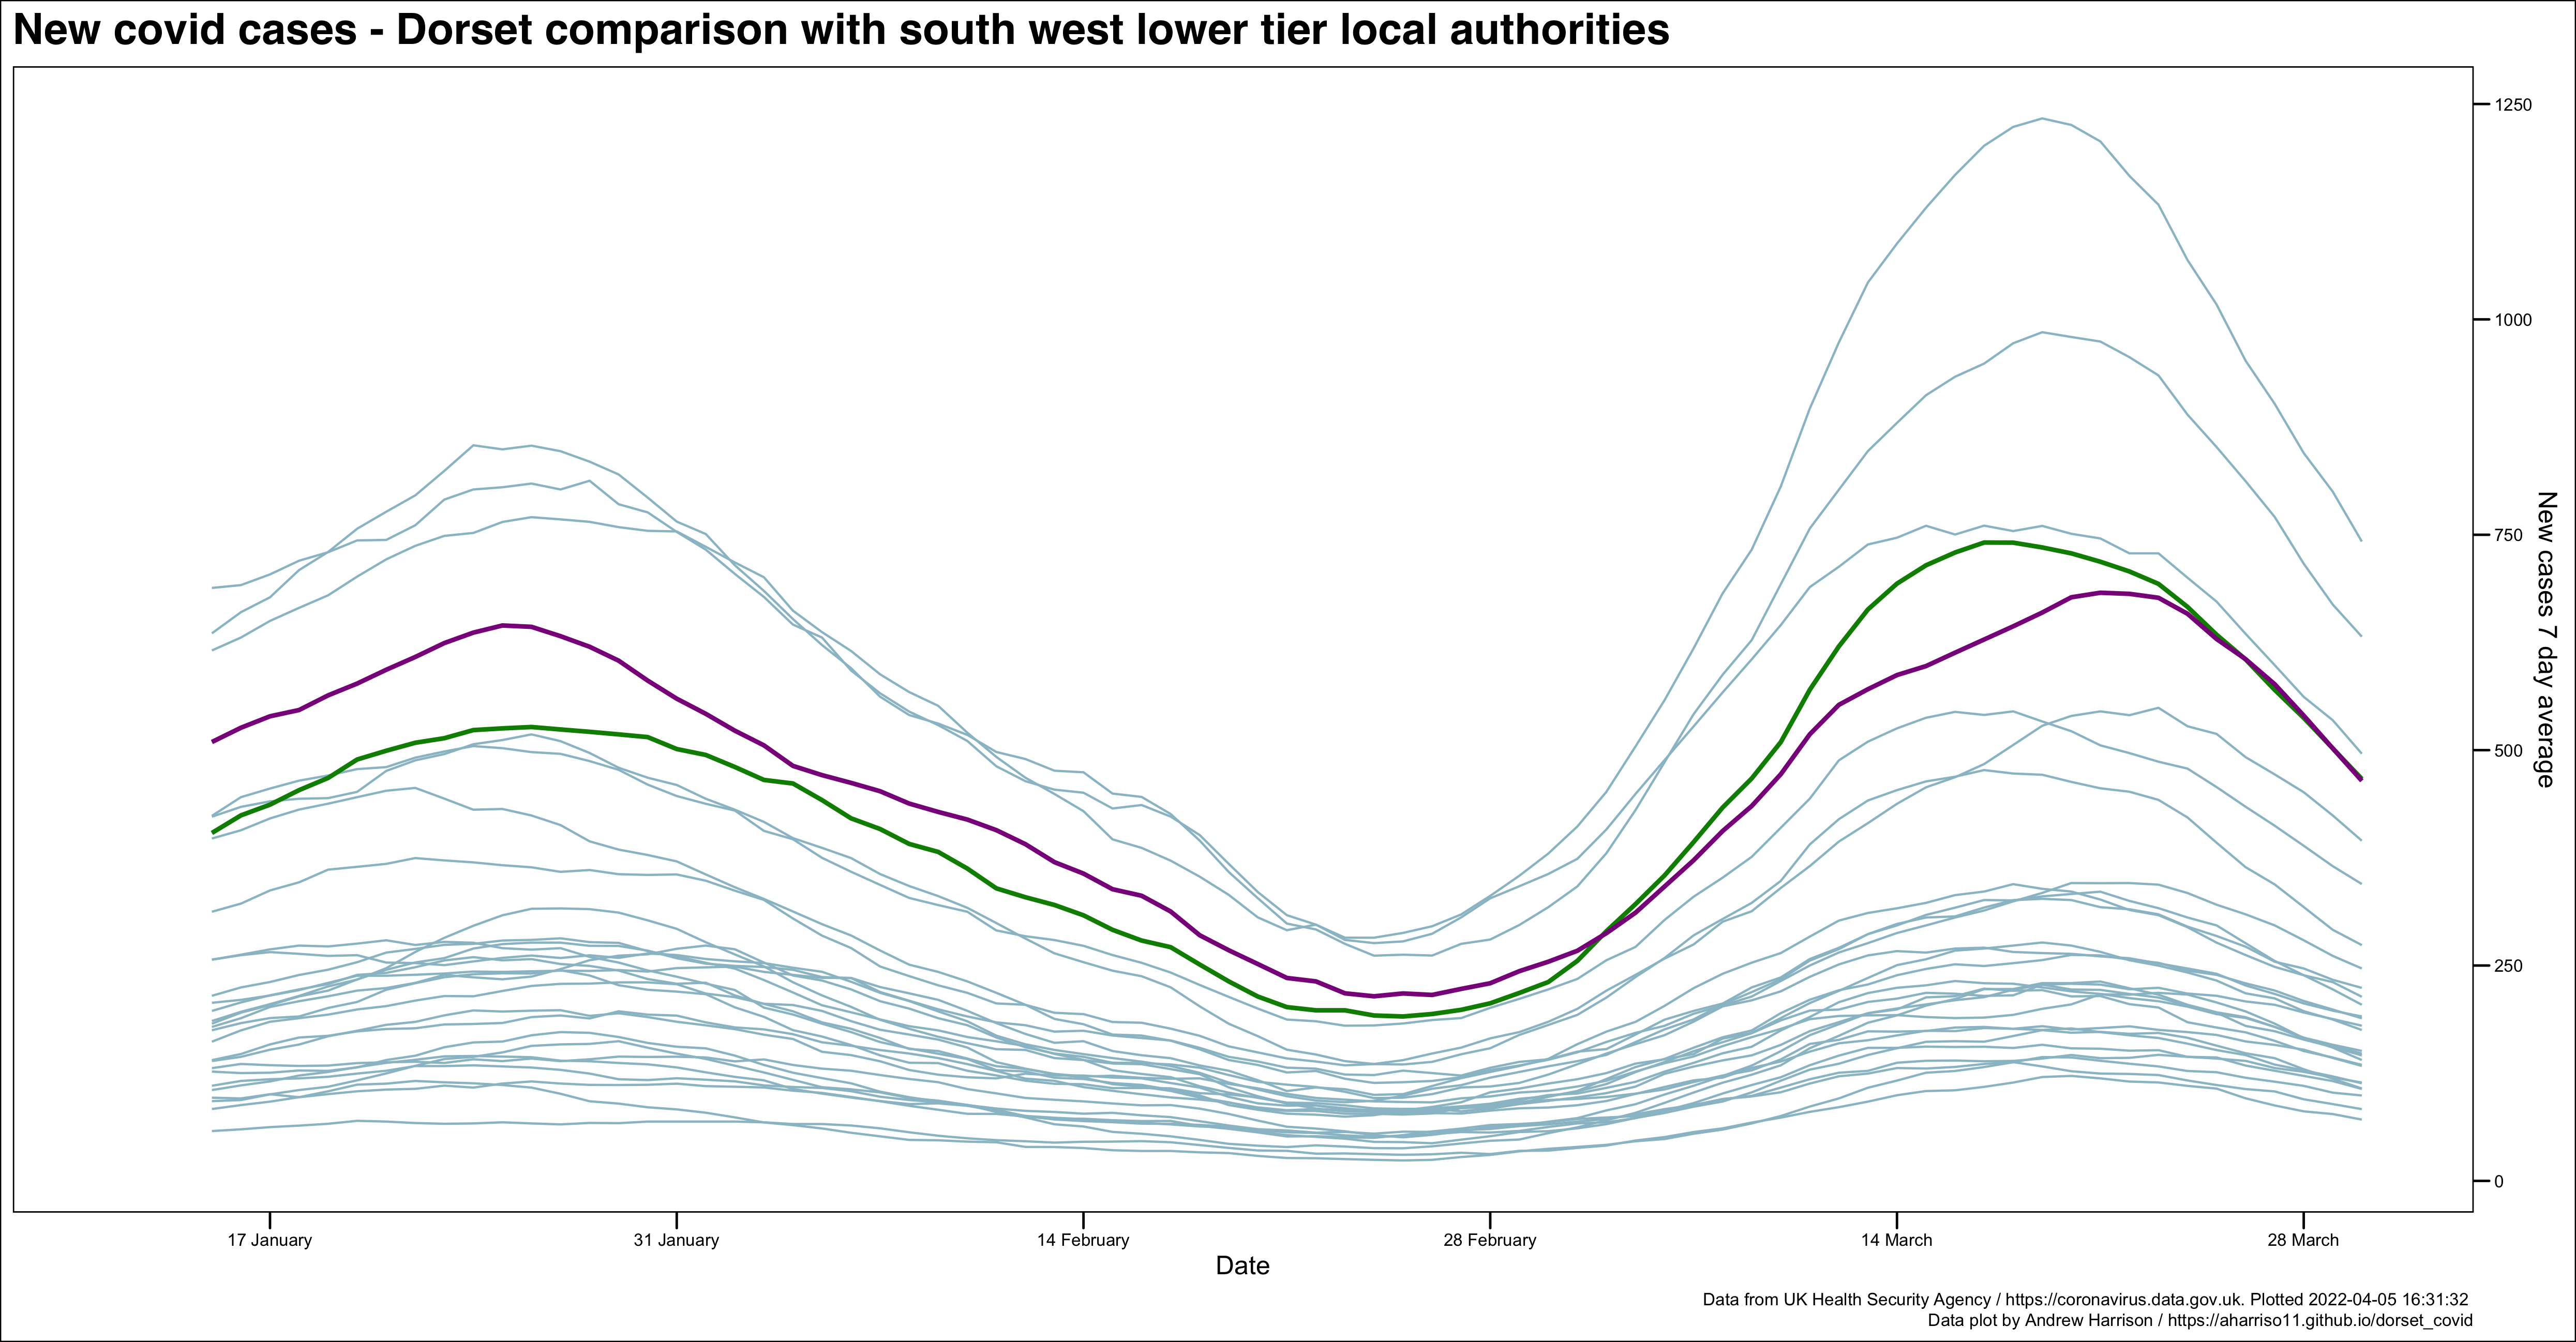 New covid cases - Dorset comparison with south west lower tier local authorities
1250
1000
750
500
250
0
New cases 7 day average
17 January
31 January
14 February
28 February
14 March
28 March
Date
Data from UK Health Security Agency / https://coronavirus.data.gov.uk. Plotted 2022-04-05 16:31:32
Data plot by Andrew Harrison / https://aharriso11.github.io/dorset_covid